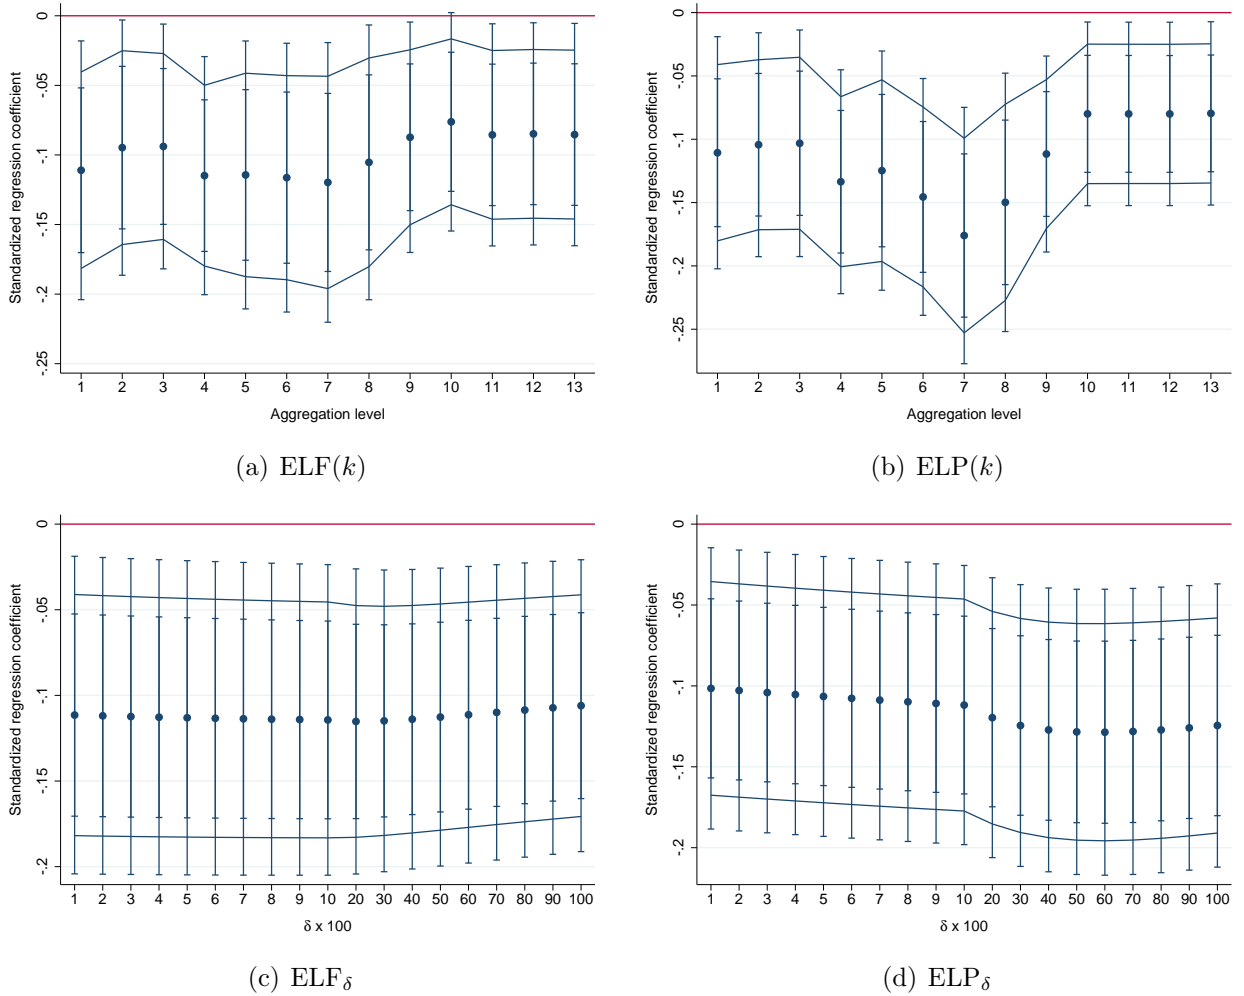 0
-.05
-.1
-.15
-.2
-.25
Standardized regression coefficient
1 2 3 4 5 6 7 8 9 10 11 12 13
Aggregation level
(a) ELF(k)
0
-.05
-.1
-.15
-.2
-.25
Standardized regression coefficient
1 2 3 4 5 6 7 8 9 10 11 12 13
Aggregation level
(b) ELP(k)
0
-.05
-.1
-.15
-.2
Standardized regression coefficient
1 2 3 4 5 6 7 8 9 10 20 30 40 50 60 70 80 90 100
δ x 100
(c) ELFδ
0
-.05
-.1
-.15
-.2
Standardized regression coefficient
1 2 3 4 5 6 7 8 9 10 20 30 40 50 60 70 80 90 100
δ x 100
(d) ELPδ